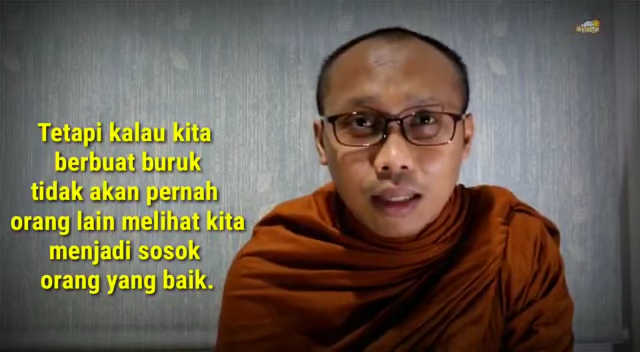 Tetapi kalau kita
berbuat buruk
tidak akan pernah
orang lain melihat kita
menjadi sosok
orang yang baik.